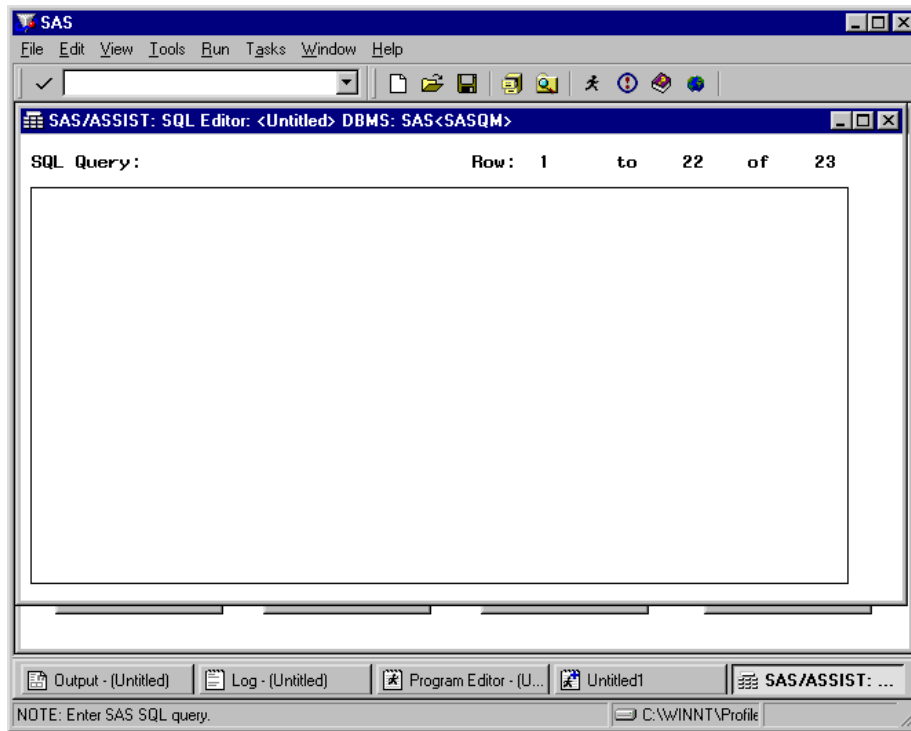 SAS
File Edit View Tools Run Tasks Window Help
SAS/ASSIST: SQL Editor: <Untitled> DBMS: SAS<SASQM>
SQL Query: Row: 1 to 22 of 23
Output - (Untitled) Log - (Untitled) Program Editor - (U... Untitled1 SAS/ASSIST: ...
NOTE: Enter SAS SQL query. C:\WINNT\Profile